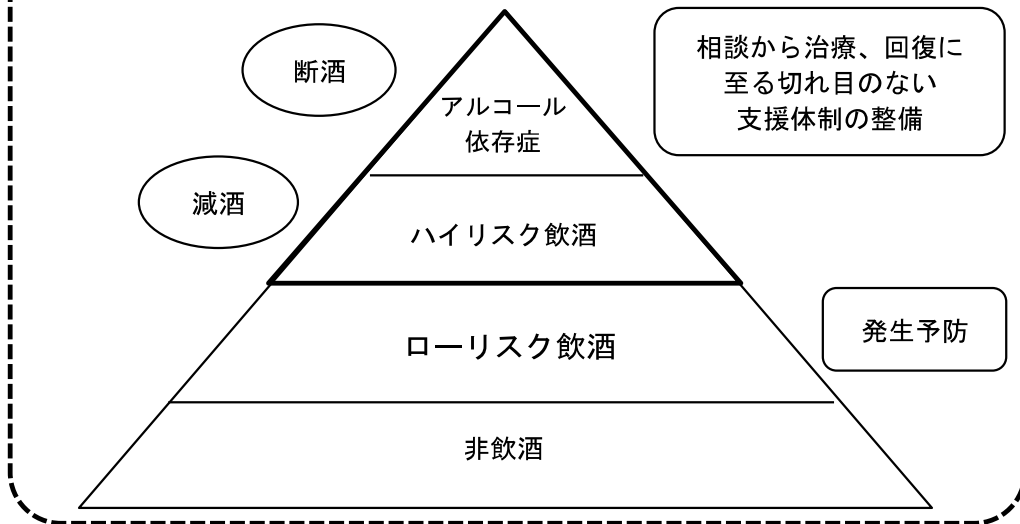 断酒
相談から治療、回復に
至る切れ目のない
支援体制の整備
アルコール
依存症
減酒
ハイリスク飲酒
ローリスク飲酒
発生予防
非飲酒